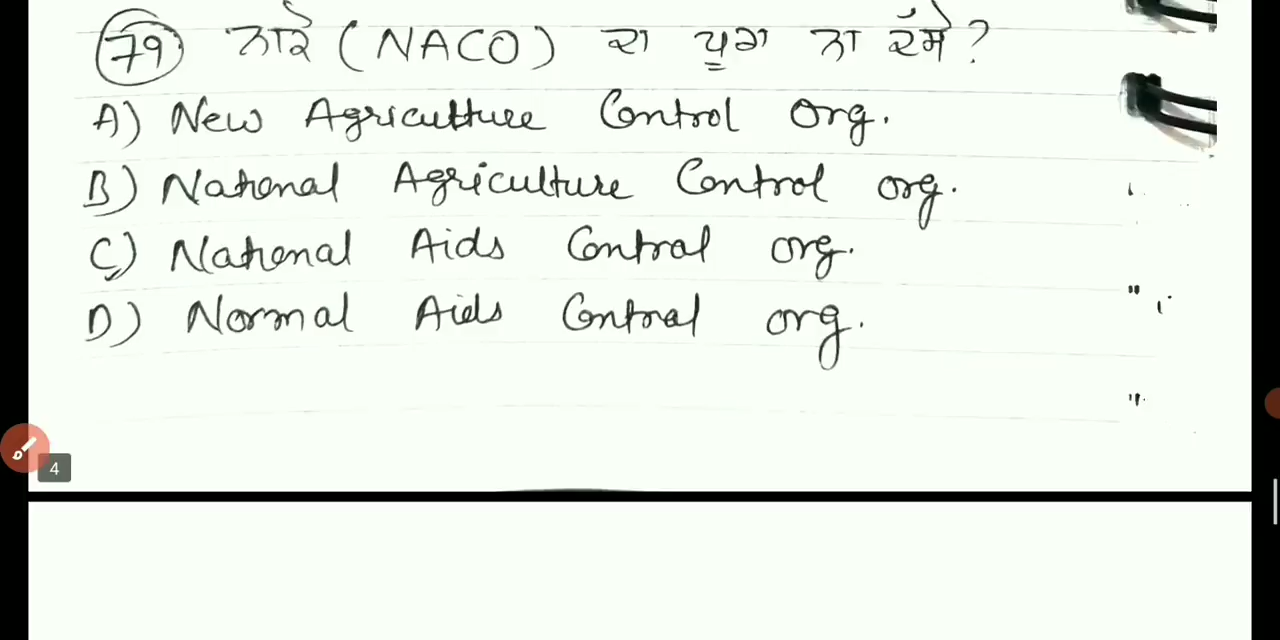 79 ਨਾਕੋ (NACO) ਦਾ ਪੂਰਾ ਨਾਂ ਦੱਸੋ?
A) New Agriculture Control Org.
B) National Agriculture Control org.
C) National Aids Control org.
D) Normal Aids Control org.
4